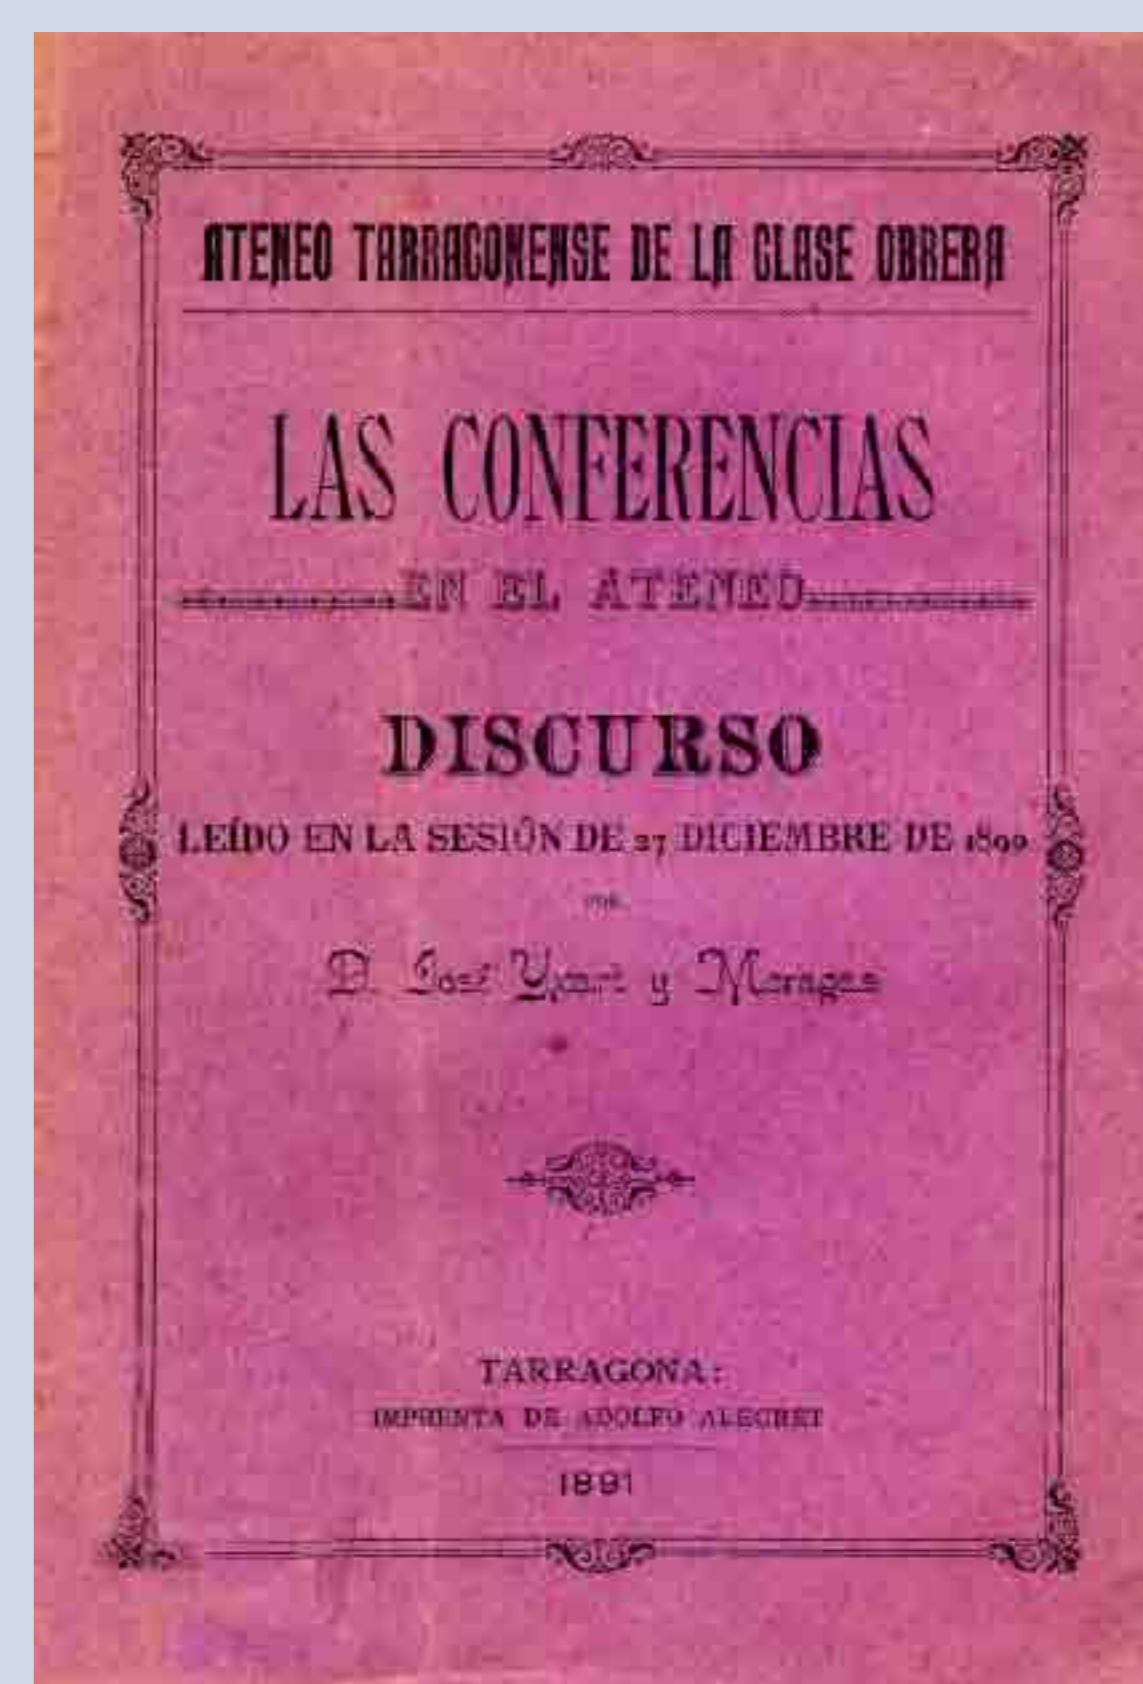 ATENEO TARRACONENSE DE LA CLASE OBRERA
LAS CONFERENCIAS
EN EL ATENEO
DISCURSO
LEÍDO EN LA SESIÓN DE 27 DICIEMBRE DE 1890
POR
D. José Yxart y Moragas
TARRAGONA:
IMPRENTA DE ADOLFO ALEGRET
1891